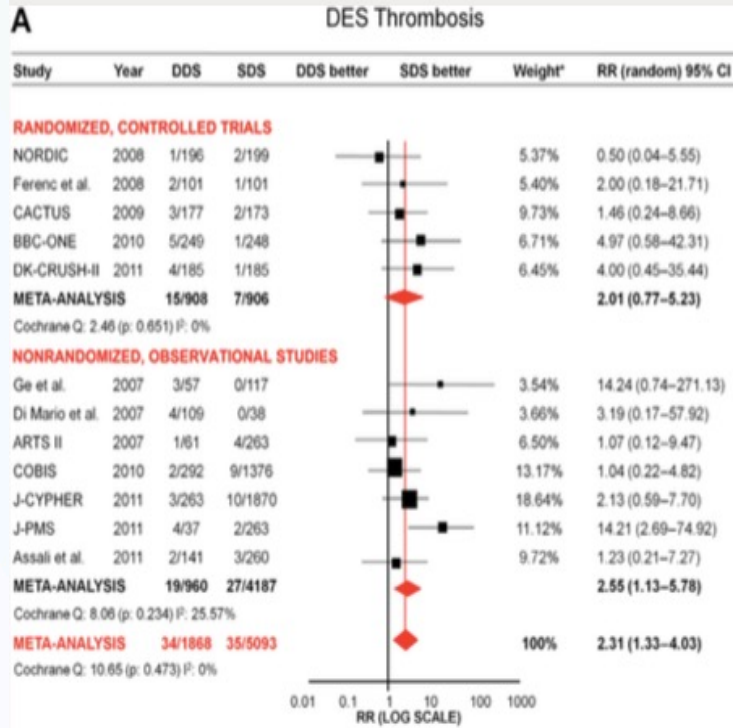 A
DES Thrombosis
Study Year DDS SDS DDS better SDS better Weight* RR (random) 95% CI
RANDOMIZED, CONTROLLED TRIALS
NORDIC 2008 1/196 2/199 5.37% 0.50 (0.04–5.55)
Ferenc et al. 2008 2/101 1/101 5.40% 2.00 (0.18–21.71)
CACTUS 2009 3/177 2/173 9.73% 1.46 (0.24–8.66)
BBC-ONE 2010 5/249 1/248 6.71% 4.97 (0.58–42.31)
DK-CRUSH-II 2011 4/185 1/185 6.45% 4.00 (0.45–35.44)
META-ANALYSIS 15/908 7/906 2.01 (0.77–5.23)
Cochrane Q: 2.46 (p: 0.651) I²: 0%
NONRANDOMIZED, OBSERVATIONAL STUDIES
Ge et al. 2007 3/57 0/117 3.54% 14.24 (0.74–271.13)
Di Mario et al. 2007 4/109 0/38 3.66% 3.19 (0.17–57.92)
ARTS II 2007 1/61 4/263 6.50% 1.07 (0.12–9.47)
COBIS 2010 2/292 9/1376 13.17% 1.04 (0.22–4.82)
J-CYPHER 2011 3/263 10/1870 18.64% 2.13 (0.59–7.70)
J-PMS 2011 4/37 2/263 11.12% 14.21 (2.69–74.92)
Assali et al. 2011 2/141 3/260 9.72% 1.23 (0.21–7.27)
META-ANALYSIS 19/960 27/4187 2.55 (1.13–5.78)
Cochrane Q: 8.06 (p: 0.234) I²: 25.57%
META-ANALYSIS 34/1868 35/5093 100% 2.31 (1.33–4.03)
Cochrane Q: 10.65 (p: 0.473) I²: 0%
0.01 0.1 1 10 100 1000
RR (LOG SCALE)